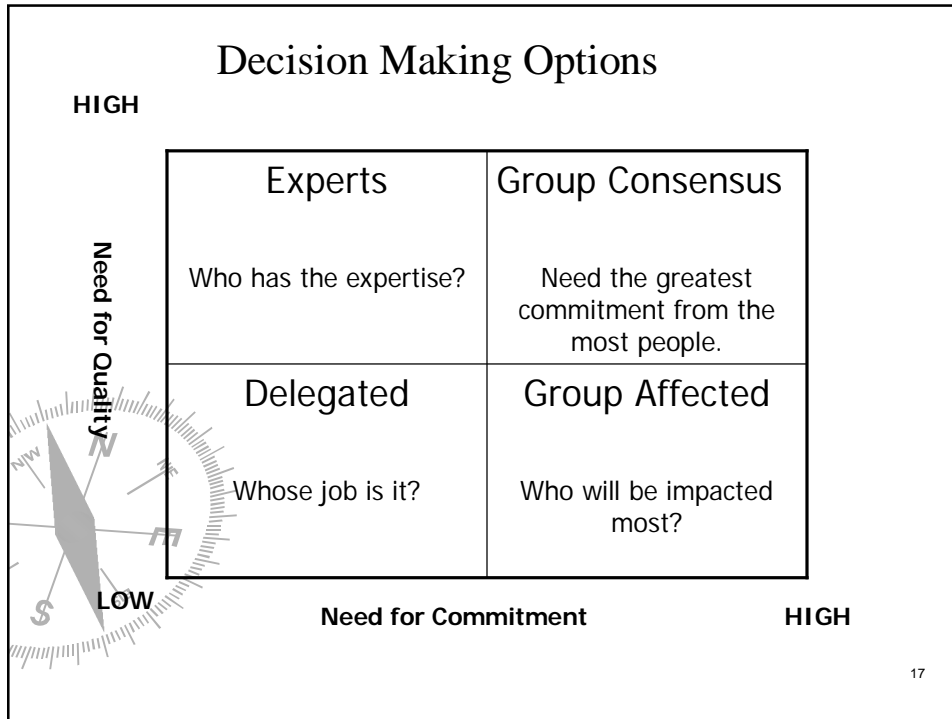 Decision Making Options
HIGH
Experts
Who has the expertise?
Group Consensus
Need the greatest
commitment from the
most people.
Need for Quality
Delegated
Whose job is it?
Group Affected
Who will be impacted
most?
NW
N
NE
E
S
LOW
Need for Commitment
HIGH
17